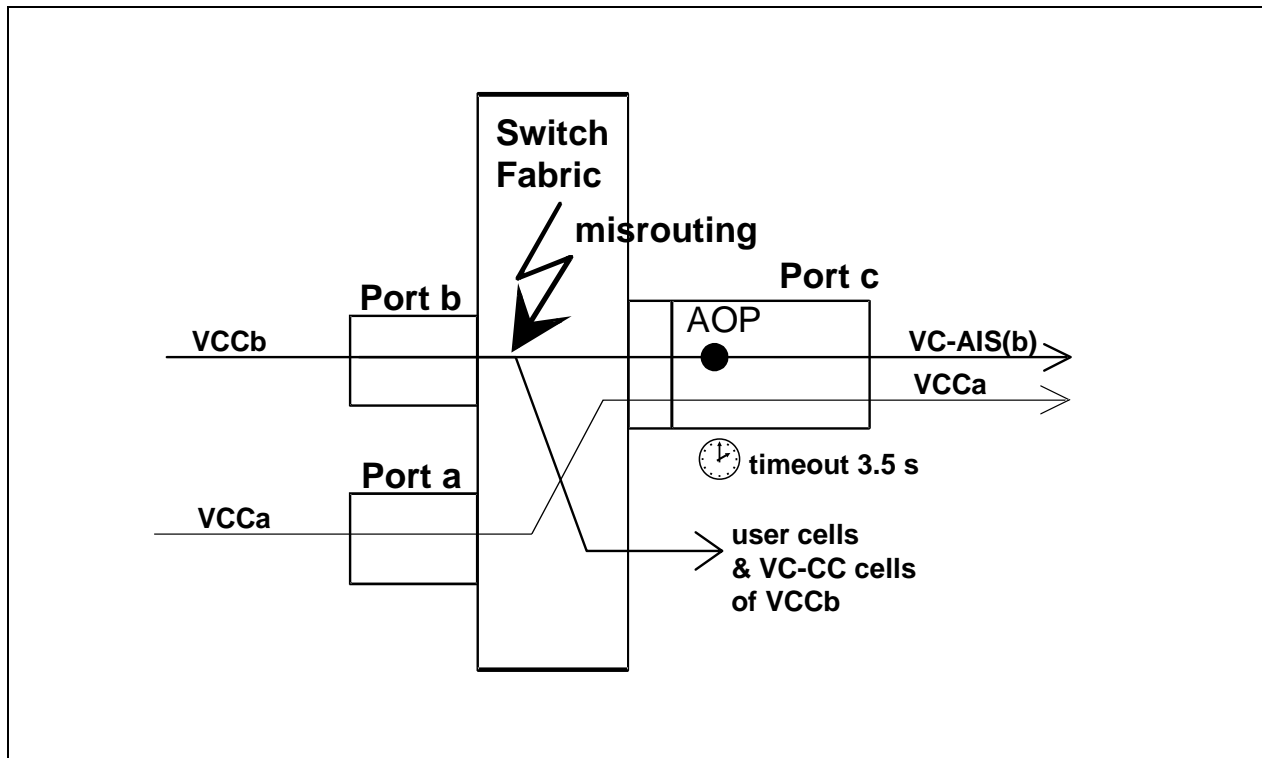 Switch
Fabric
misrouting
Port b
Port c
AOP
VCCb
VC-AIS(b)
VCCa
timeout 3.5 s
Port a
VCCa
user cells
& VC-CC cells
of VCCb